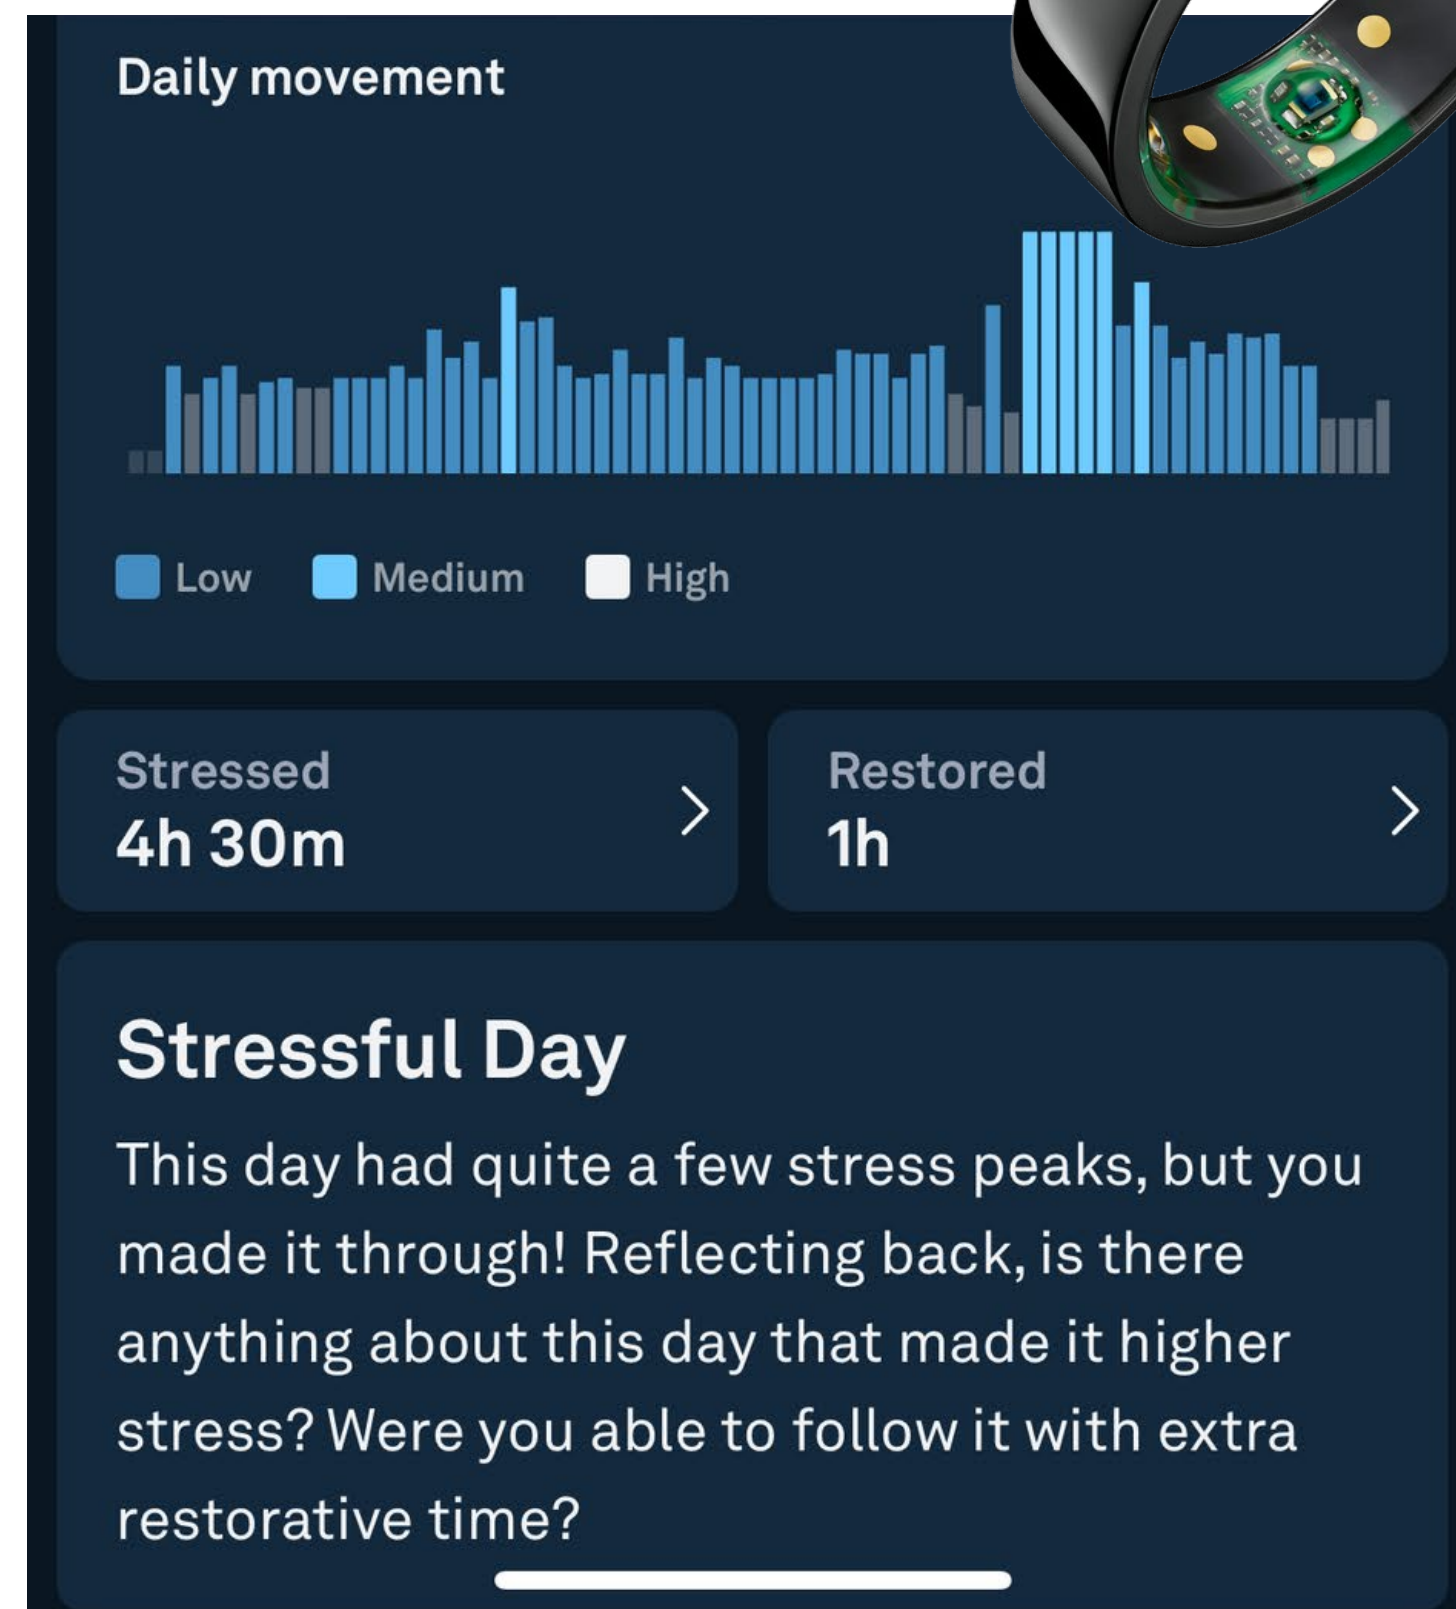 Daily movement
Low
Medium
High
Stressed
4h 30m
Restored
1h
Stressful Day
This day had quite a few stress peaks, but you
made it through! Reflecting back, is there
anything about this day that made it higher
stress? Were you able to follow it with extra
restorative time?